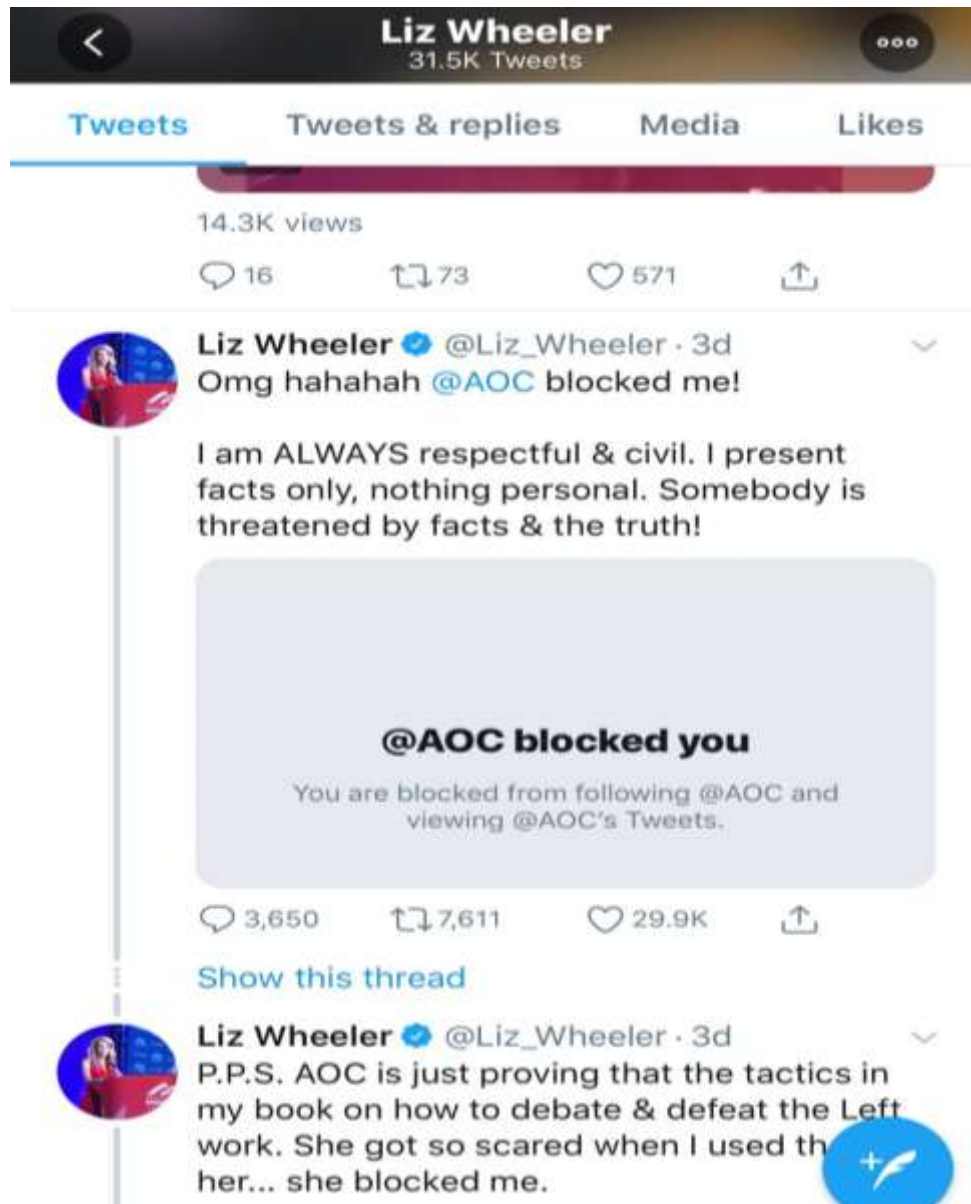 Liz Wheeler
31.5K Tweets
Tweets Tweets & replies Media Likes
14.3K views
16 73 571
Liz Wheeler @Liz_Wheeler · 3d
Omg hahahah @AOC blocked me!
I am ALWAYS respectful & civil. I present
facts only, nothing personal. Somebody is
threatened by facts & the truth!
@AOC blocked you
You are blocked from following @AOC and
viewing @AOC's Tweets.
3,650 7,611 29.9K
Show this thread
Liz Wheeler @Liz_Wheeler · 3d
P.P.S. AOC is just proving that the tactics in
my book on how to debate & defeat the Left
work. She got so scared when I used
her... she blocked me.